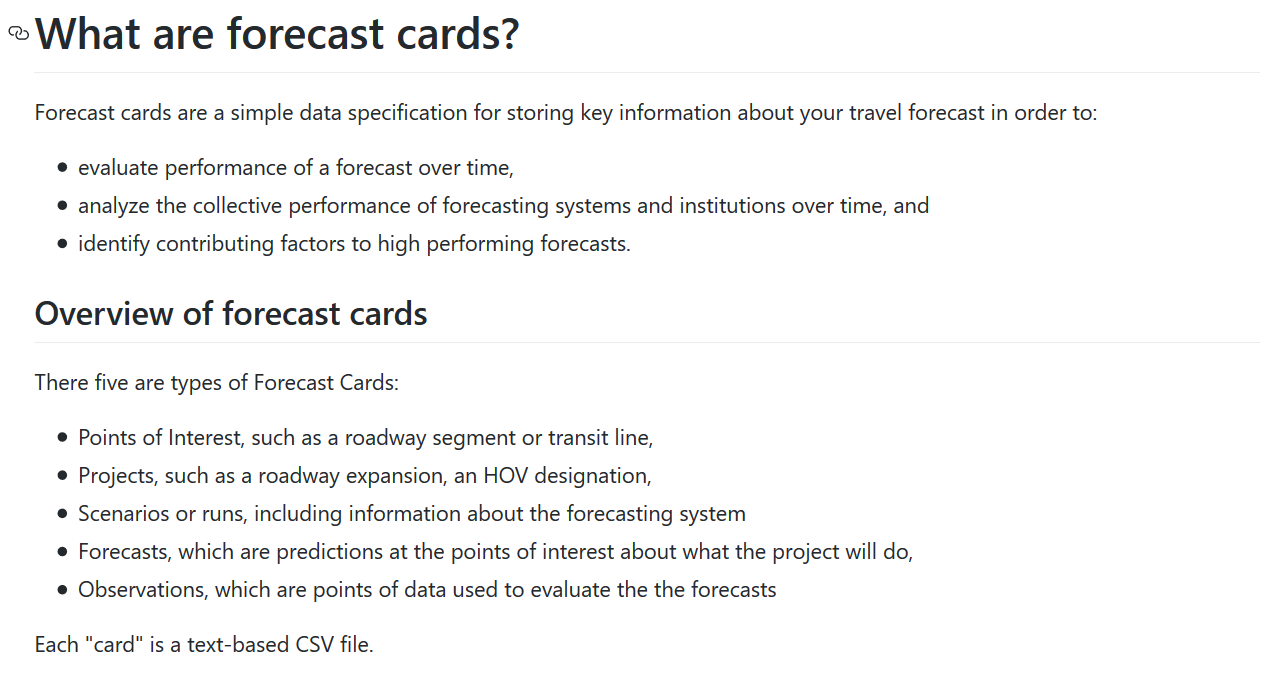 What are forecast cards?
Forecast cards are a simple data specification for storing key information about your travel forecast in order to:
• evaluate performance of a forecast over time,
• analyze the collective performance of forecasting systems and institutions over time, and
• identify contributing factors to high performing forecasts.
Overview of forecast cards
There five are types of Forecast Cards:
• Points of Interest, such as a roadway segment or transit line,
• Projects, such as a roadway expansion, an HOV designation,
• Scenarios or runs, including information about the forecasting system
• Forecasts, which are predictions at the points of interest about what the project will do,
• Observations, which are points of data used to evaluate the the forecasts
Each "card" is a text-based CSV file.